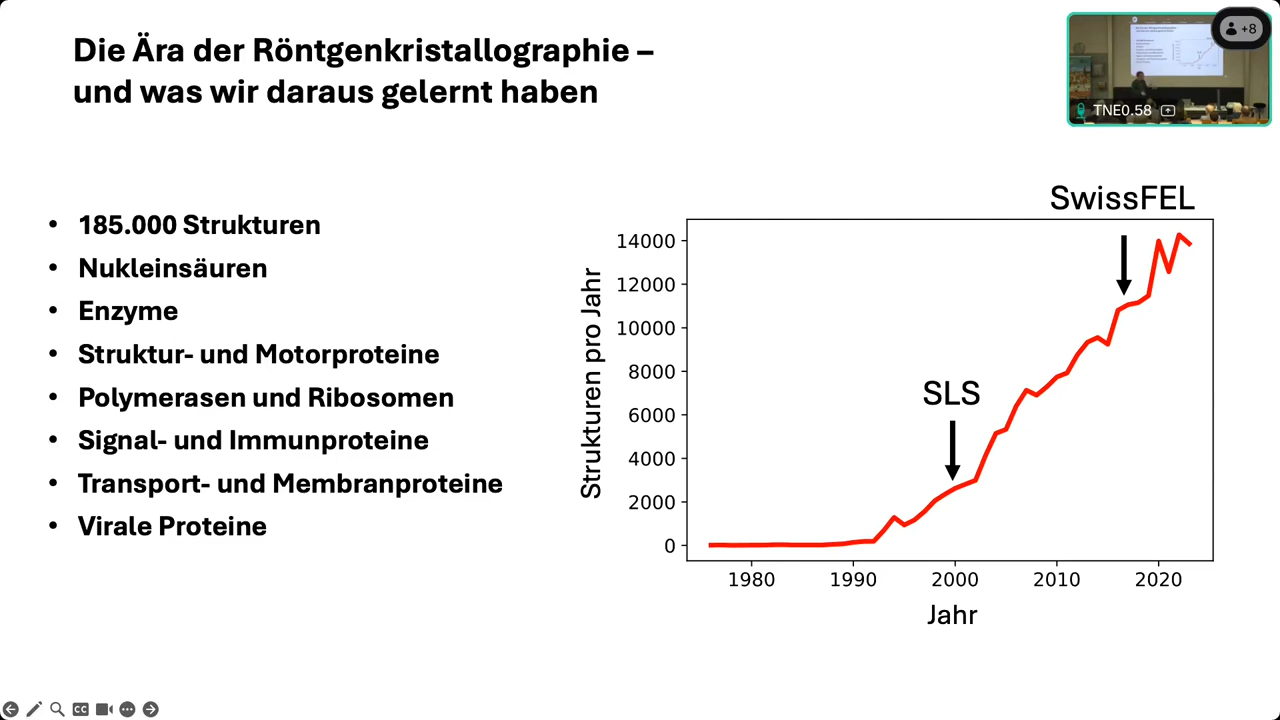 Die Ära der Röntgenkristallographie –
und was wir daraus gelernt haben
+8
TNE0.58
• 185.000 Strukturen
• Nukleinsäuren
• Enzyme
• Struktur- und Motorproteine
• Polymerasen und Ribosomen
• Signal- und Immunproteine
• Transport- und Membranproteine
• Virale Proteine
SwissFEL
SLS
Strukturen pro Jahr
14000
12000
10000
8000
6000
4000
2000
0
1980 1990 2000 2010 2020
Jahr
CC